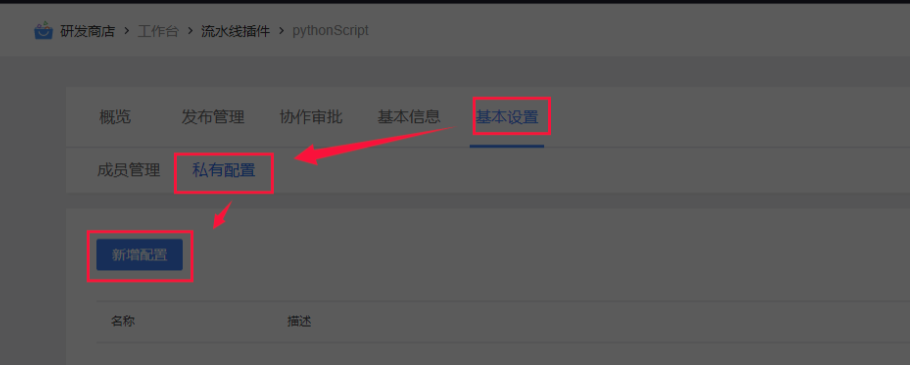 研发商店 > 工作台 > 流水线插件 > pythonScript
概览 发布管理 协作审批 基本信息 基本设置
成员管理 私有配置
新增配置
名称 描述